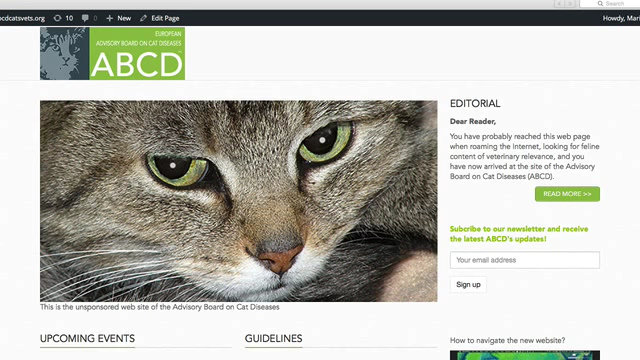 Search
bcdcatsvets.org 10 0 New Edit Page Howdy, Mari
EUROPEAN
ADVISORY BOARD ON CAT DISEASES
ABCD
EDITORIAL
Dear Reader,
You have probably reached this web page
when roaming the Internet, looking for feline
content of veterinary relevance, and you
have now arrived at the site of the Advisory
Board on Cat Diseases (ABCD).
READ MORE >>
Subcribe to our newsletter and receive
the latest ABCD's updates!
Your email address
Sign up
This is the unsponsored web site of the Advisory Board on Cat Diseases
UPCOMING EVENTS
GUIDELINES
How to navigate the new website?